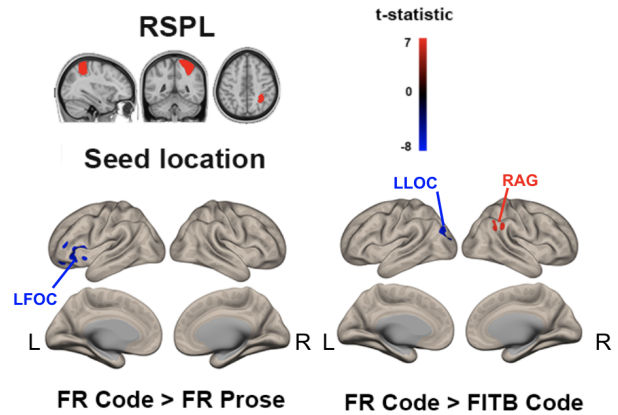 RSPL
t-statistic
7
0
-8
Seed location
LLOC
RAG
LFOC
L
R
L
R
FR Code > FR Prose
FR Code > FITB Code